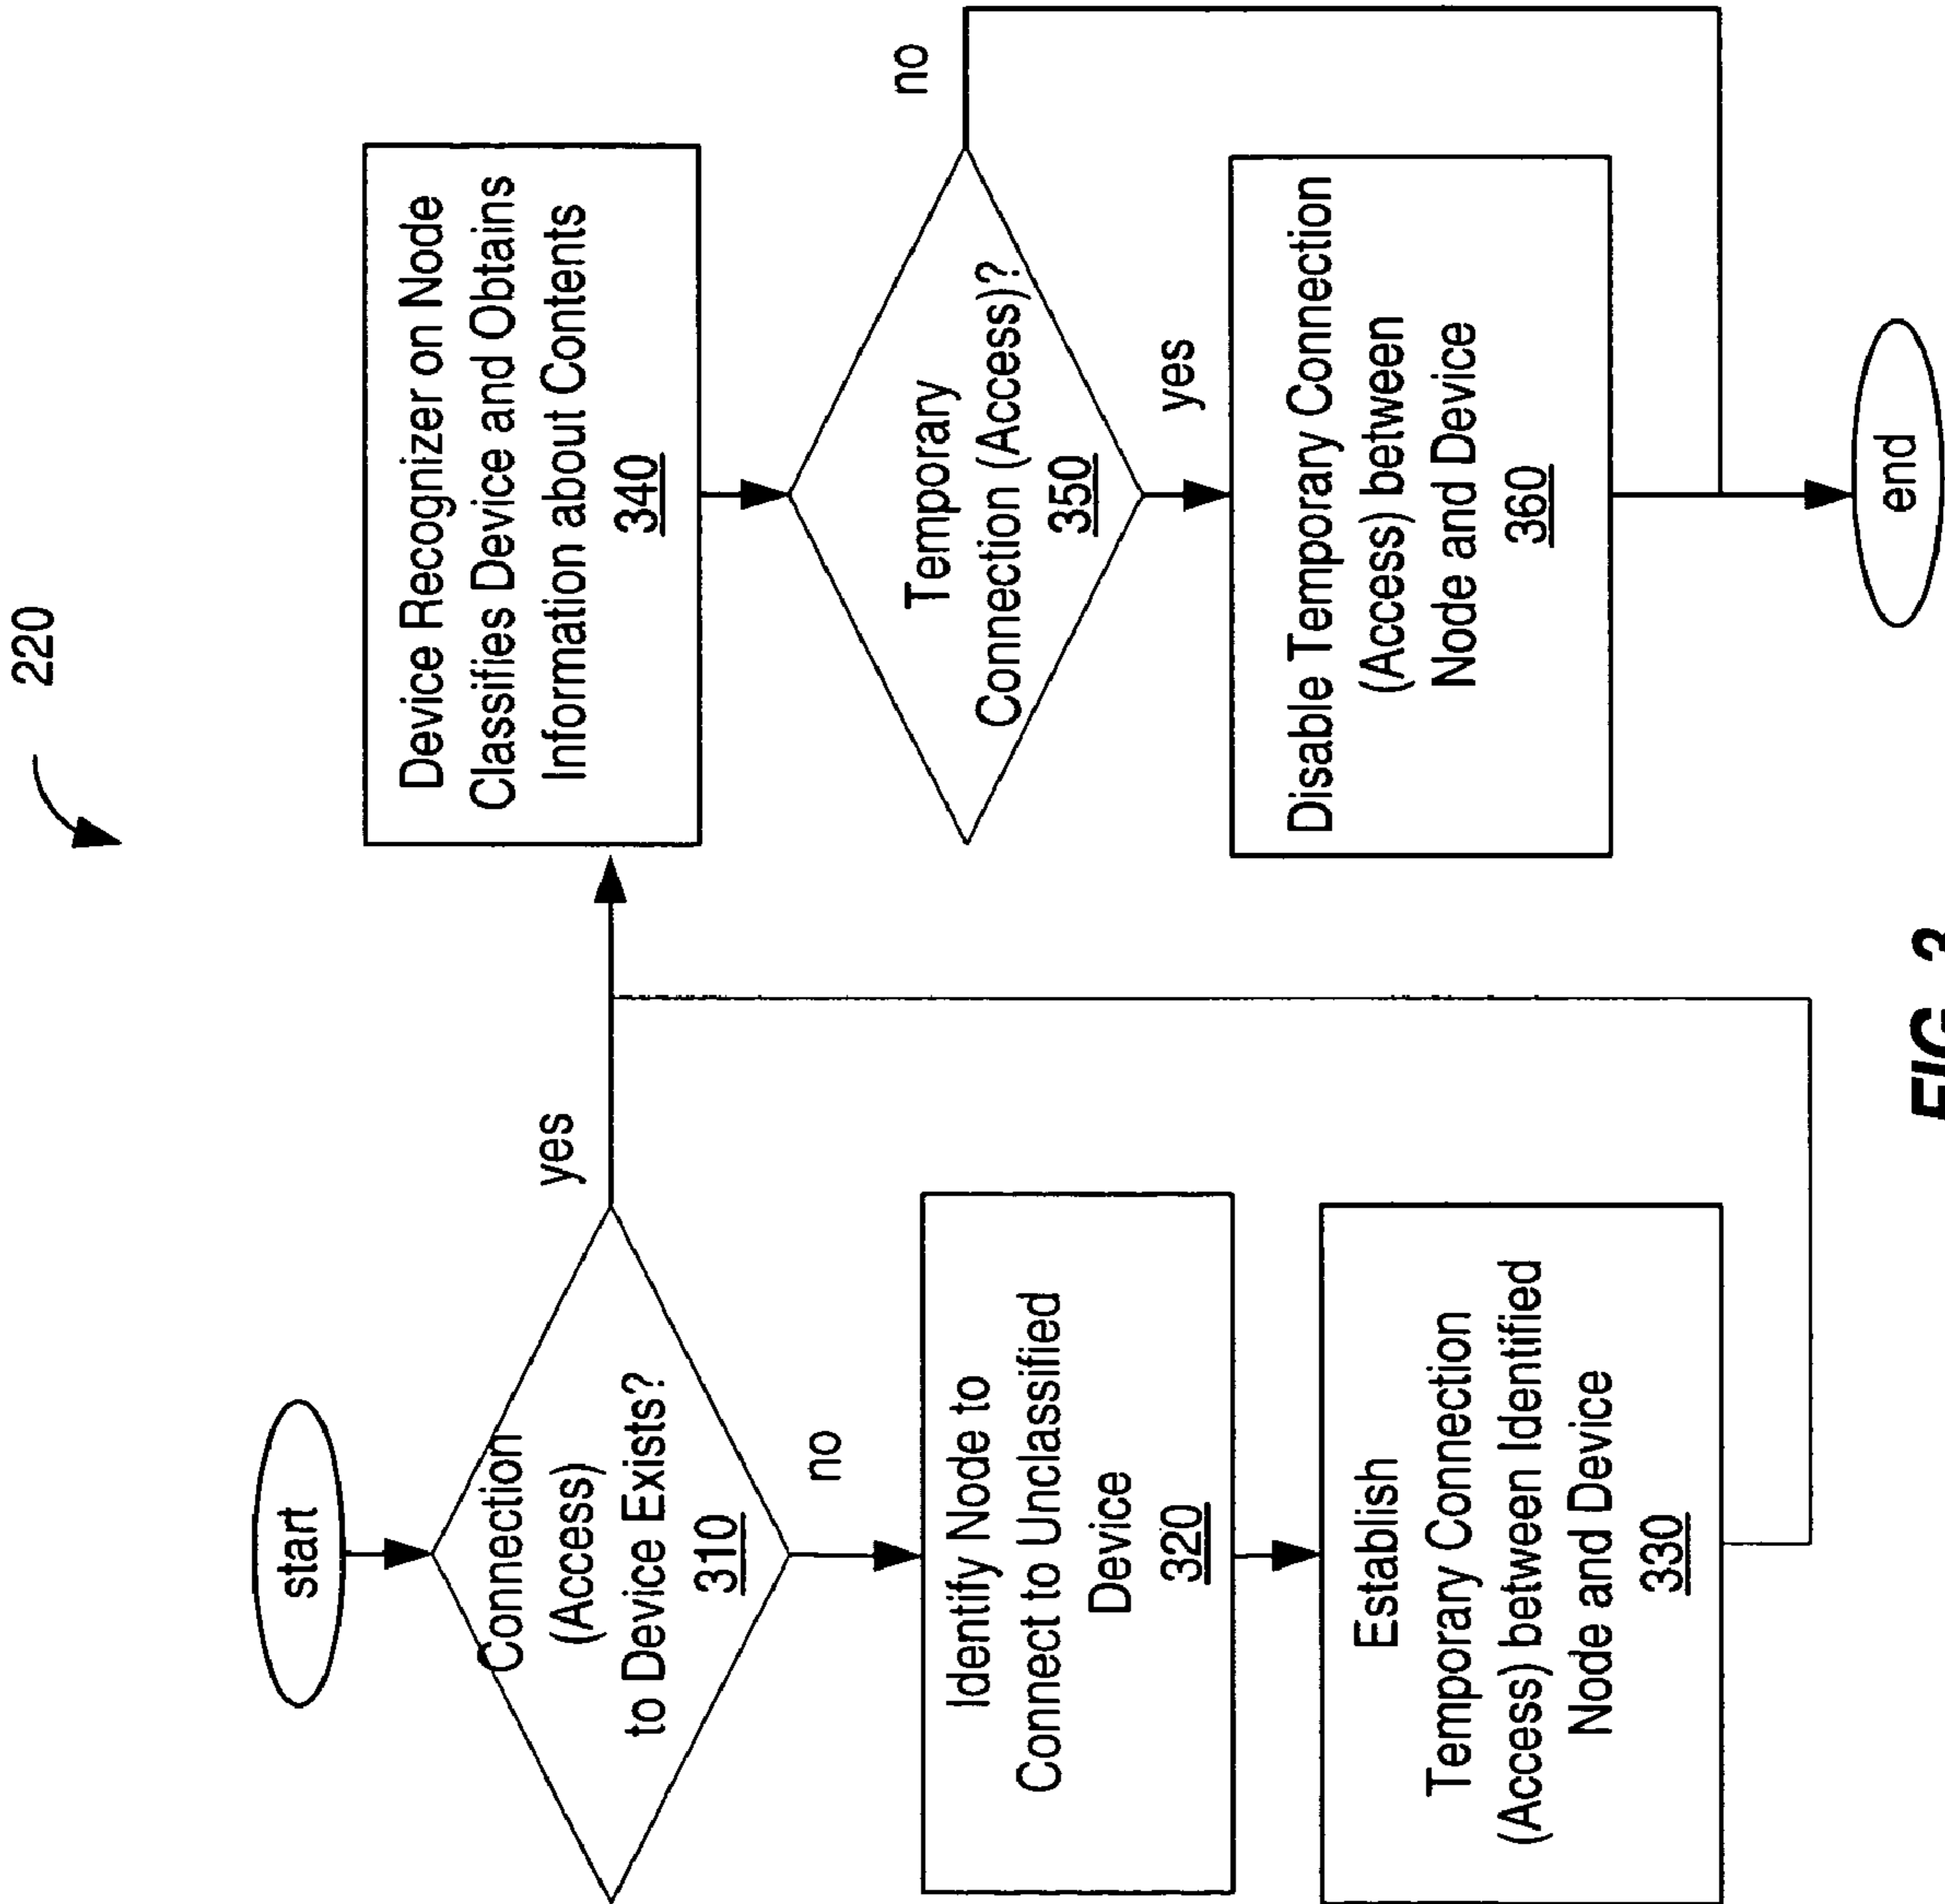 220
start
Connection
(Access)
to Device Exists?
310
yes
no
Identify Node to
Connect to Unclassified
Device
320
Establish
Temporary Connection
(Access) between Identified
Node and Device
330
Device Recognizer on Node
Classifies Device and Obtains
Information about Contents
340
Temporary
Connection (Access)?
350
no
yes
Disable Temporary Connection
(Access) between
Node and Device
360
end
FIG.